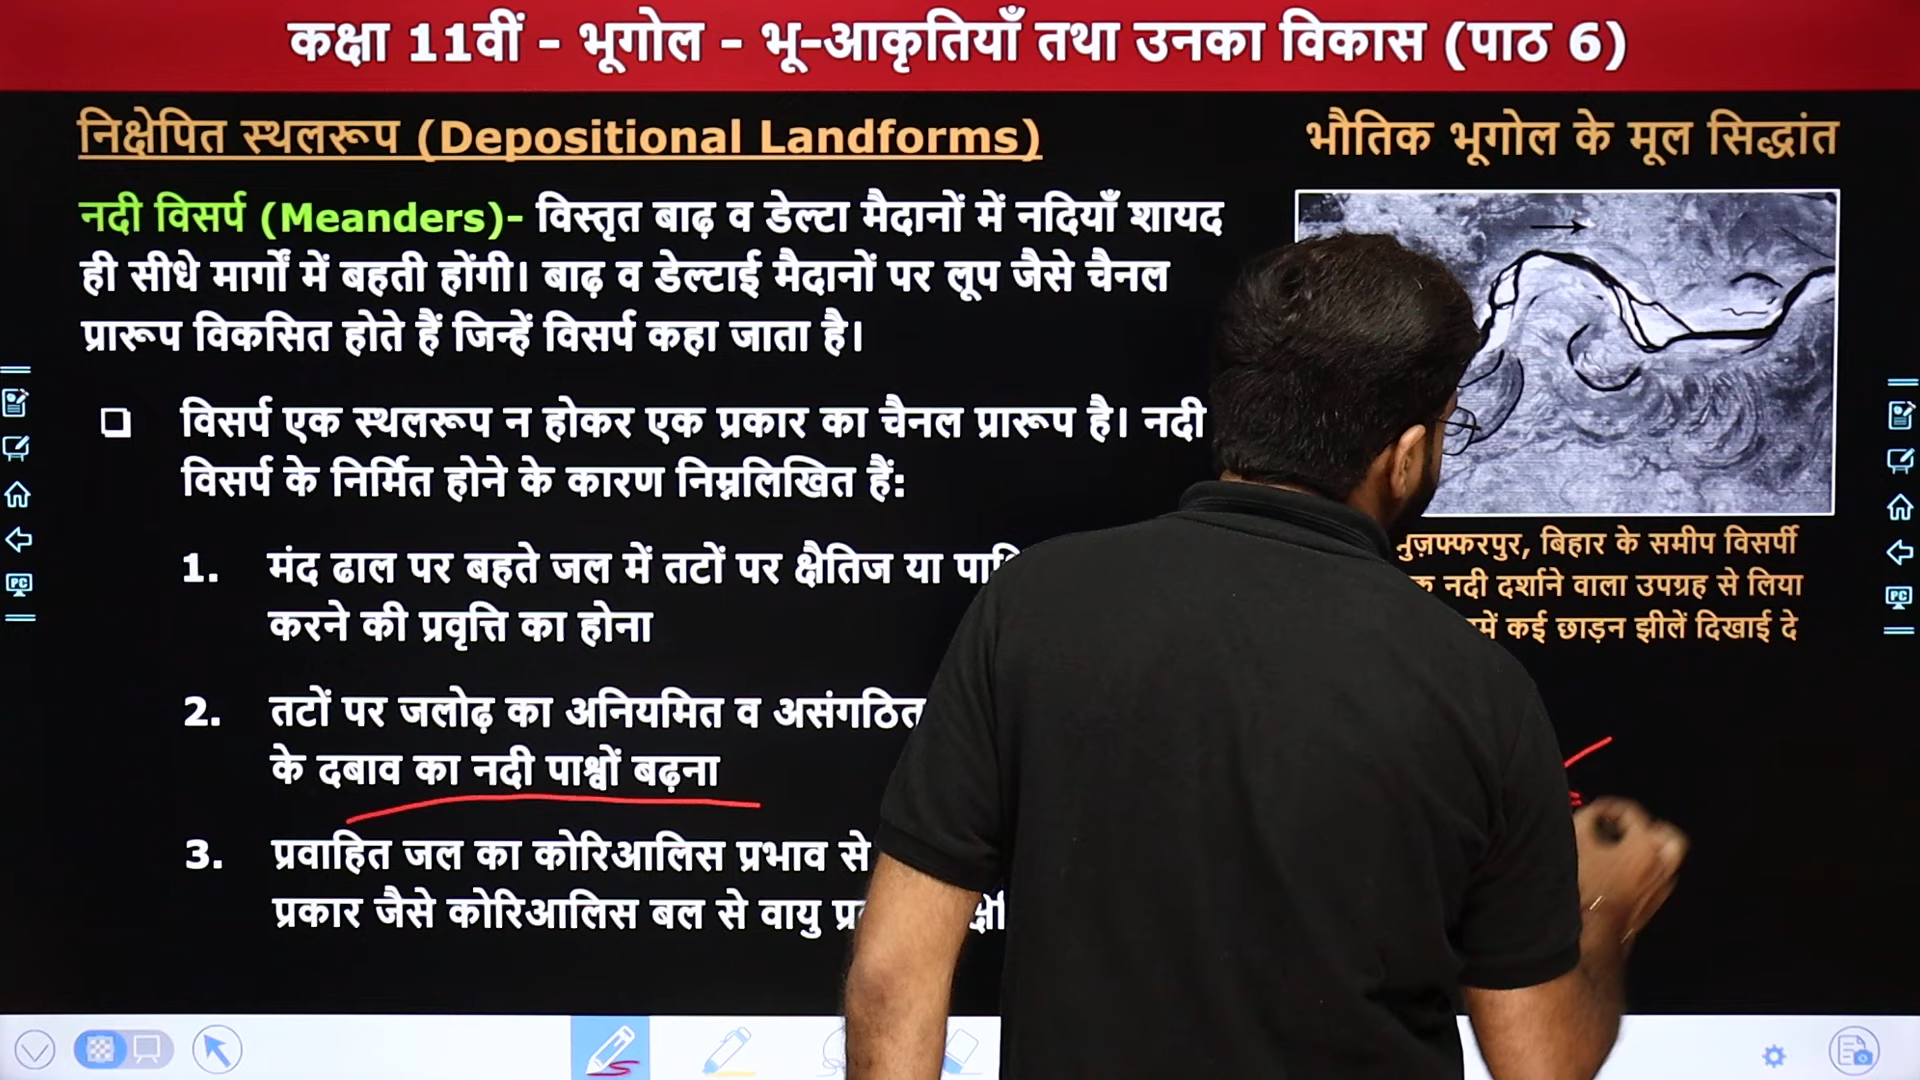 कक्षा 11वीं - भूगोल - भू-आकृतियाँ तथा उनका विकास (पाठ 6)
निक्षेपित स्थलरूप (Depositional Landforms)
भौतिक भूगोल के मूल सिद्धांत
नदी विसर्प (Meanders)- विस्तृत बाढ़ व डेल्टा मैदानों में नदियाँ शायद
ही सीधे मार्गों में बहती होंगी। बाढ़ व डेल्टाई मैदानों पर लूप जैसे चैनल
प्रारूप विकसित होते हैं जिन्हें विसर्प कहा जाता है।
❑ विसर्प एक स्थलरूप न होकर एक प्रकार का चैनल प्रारूप है। नदी
विसर्प के निर्मित होने के कारण निम्नलिखित हैं:
1. मंद ढाल पर बहते जल में तटों पर क्षैतिज या
करने की प्रवृत्ति का होना
2. तटों पर जलोढ़ का अनियमित व असंगठित
के दबाव का नदी पाश्वों बढ़ना
3. प्रवाहित जल का कोरिआलिस प्रभाव से
प्रकार जैसे कोरिआलिस बल से वायु
मुज़फ्फरपुर, बिहार के समीप विसर्पी
नदी दर्शाने वाला उपग्रह से लिया
में कई छाड़न झीलें दिखाई दे
PC
PC